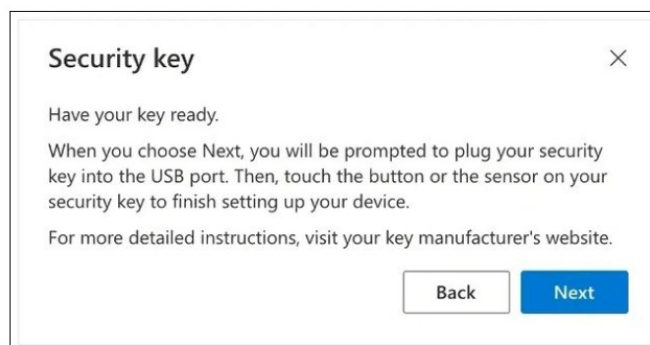 Security key
Have your key ready.
When you choose Next, you will be prompted to plug your security
key into the USB port. Then, touch the button or the sensor on your
security key to finish setting up your device.
For more detailed instructions, visit your key manufacturer's website.
Back
Next